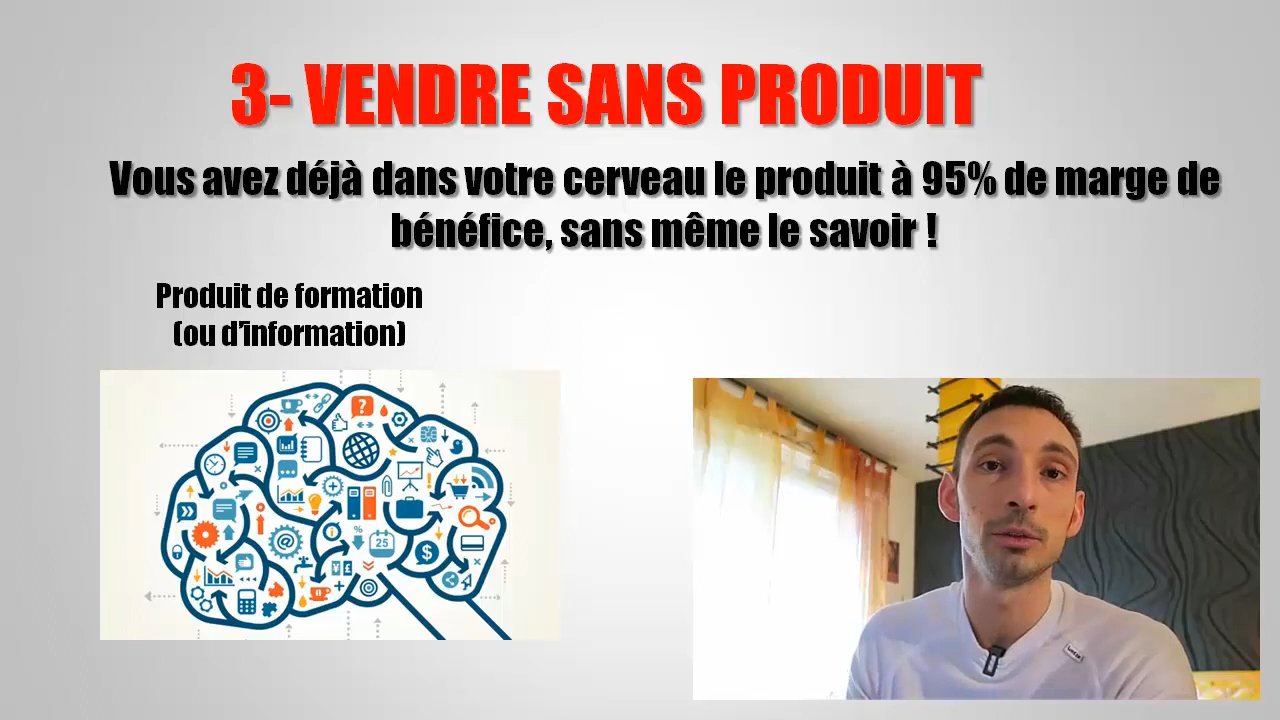 3- VENDRE SANS PRODUIT
Vous avez déjà dans votre cerveau le produit à 95% de marge de
bénéfice, sans même le savoir !
Produit de formation
(ou d'information)
?
@
%
25
$